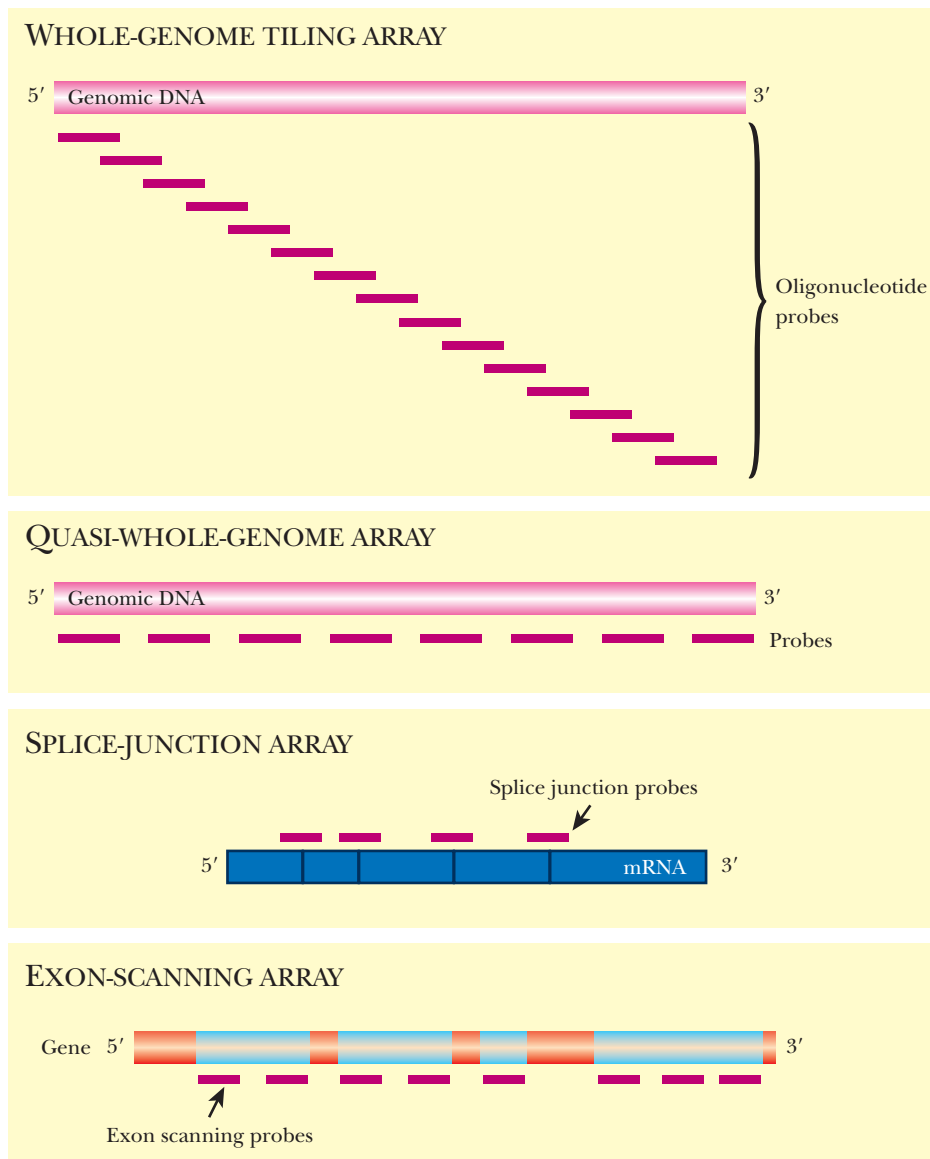 WHOLE-GENOME TILING ARRAY
5′ Genomic DNA 3′
Oligonucleotide
probes
QUASI-WHOLE-GENOME ARRAY
5′ Genomic DNA 3′
Probes
SPLICE-JUNCTION ARRAY
Splice junction probes
5′ mRNA 3′
EXON-SCANNING ARRAY
Gene 5′ 3′
Exon scanning probes